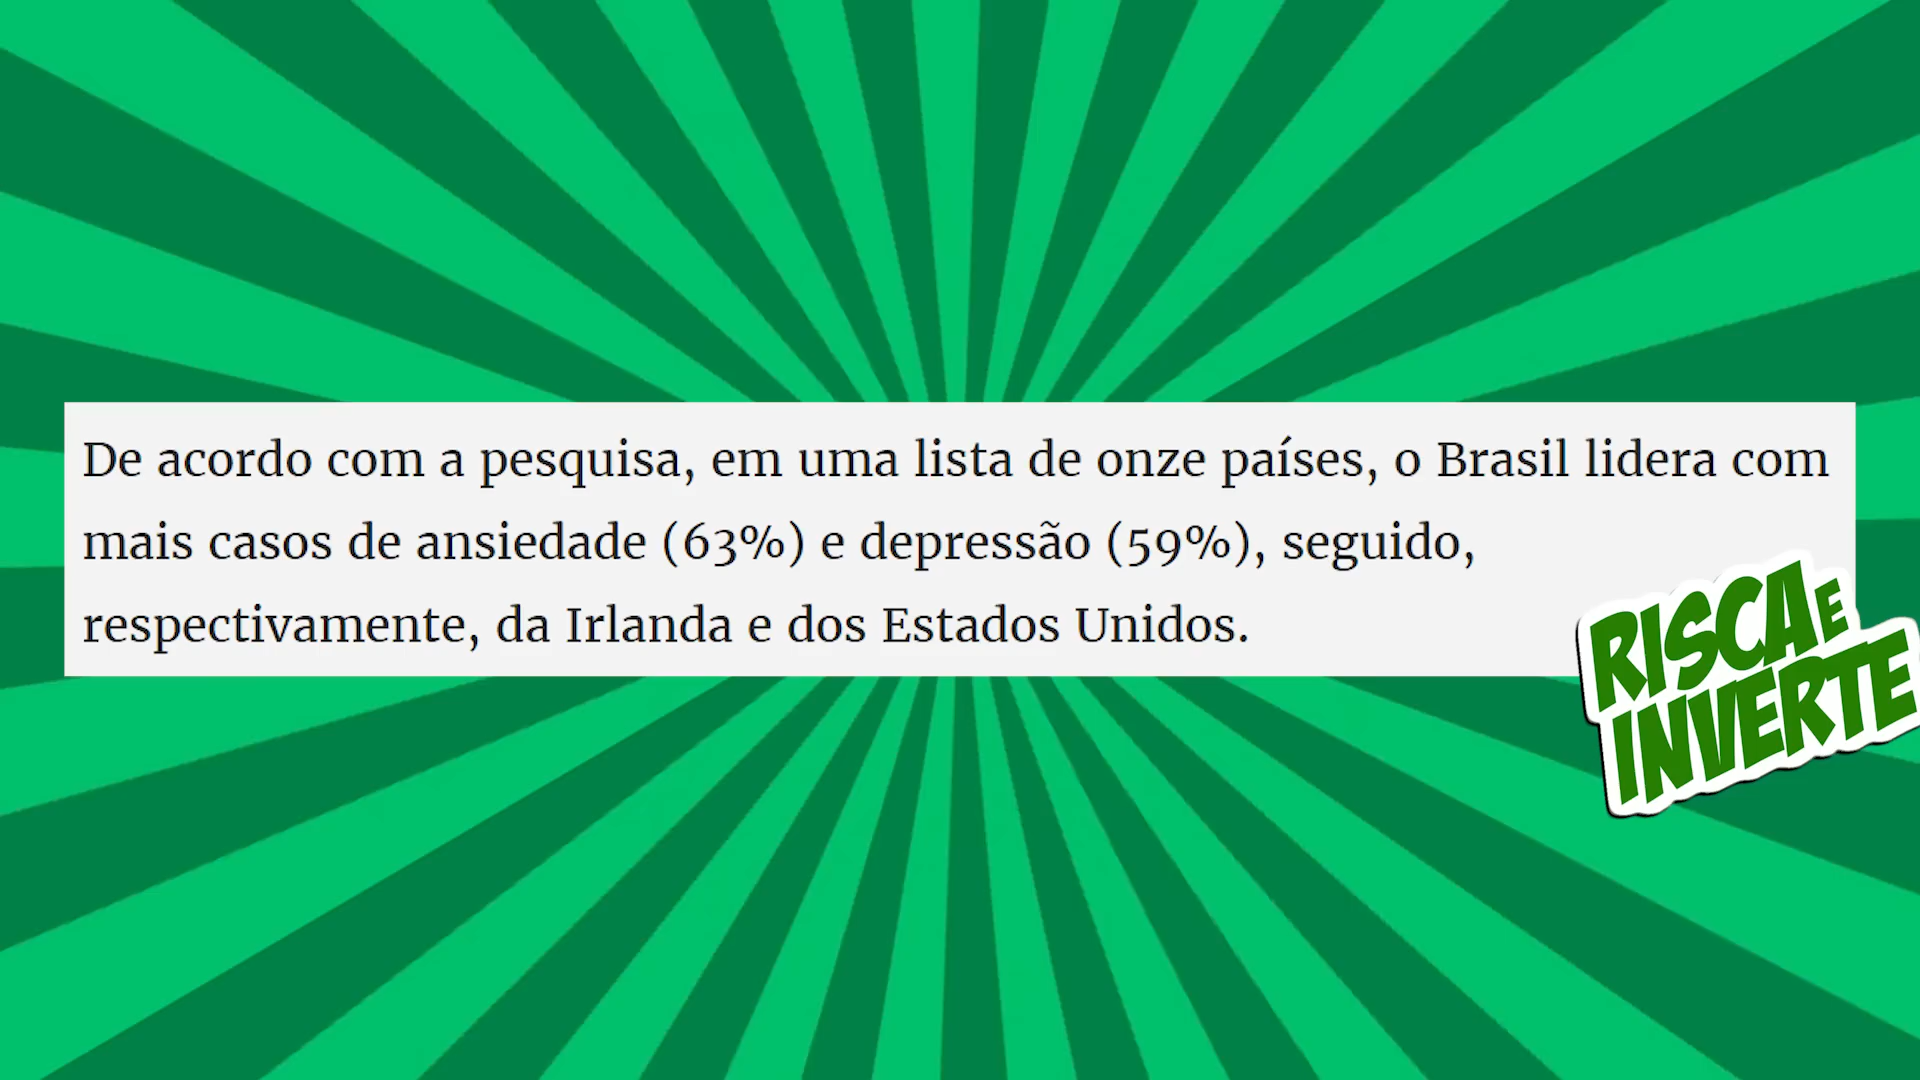 De acordo com a pesquisa, em uma lista de onze países, o Brasil lidera com
mais casos de ansiedade (63%) e depressão (59%), seguido,
respectivamente, da Irlanda e dos Estados Unidos.
RISCA E
INVERTE